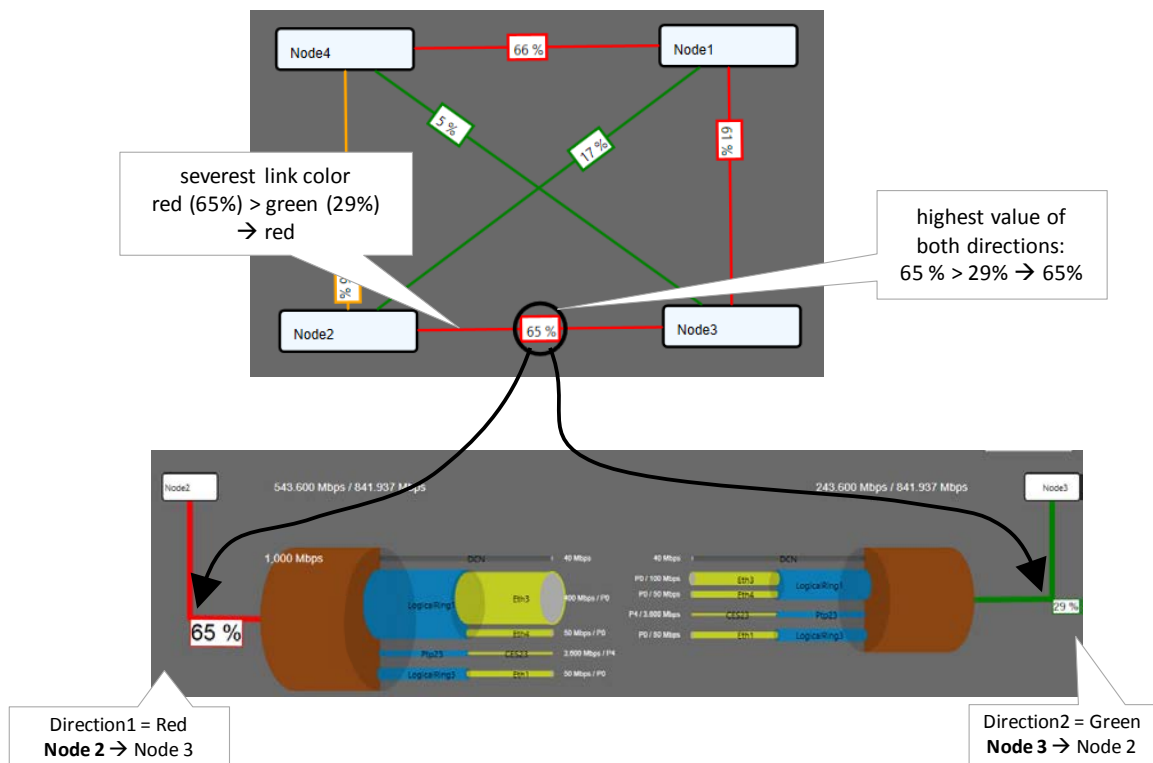 Node4
66 %
Node1
5 %
17 %
61 %
severest link color
red (65%) > green (29%)
→ red
highest value of
both directions:
65 % > 29% → 65%
%
Node2
65 %
Node3
Node2
543.600 Mbps / 841.937 Mbps
243.600 Mbps / 841.937 Mbps
Node3
1,000 Mbps
DCN
40 Mbps
LogicalRing1
Eth3
400 Mbps / P0
Eth4
50 Mbps / P0
Ptp23
CES23
3.600 Mbps / P4
LogicalRing3
Eth1
50 Mbps / P0
40 Mbps
DCN
P0 / 100 Mbps
Eth3
LogicalRing1
P0 / 50 Mbps
Eth4
P4 / 3.600 Mbps
CES23
Ptp23
P0 / 50 Mbps
Eth1
LogicalRing3
65 %
29 %
Direction1 = Red
Node 2 → Node 3
Direction2 = Green
Node 3 → Node 2